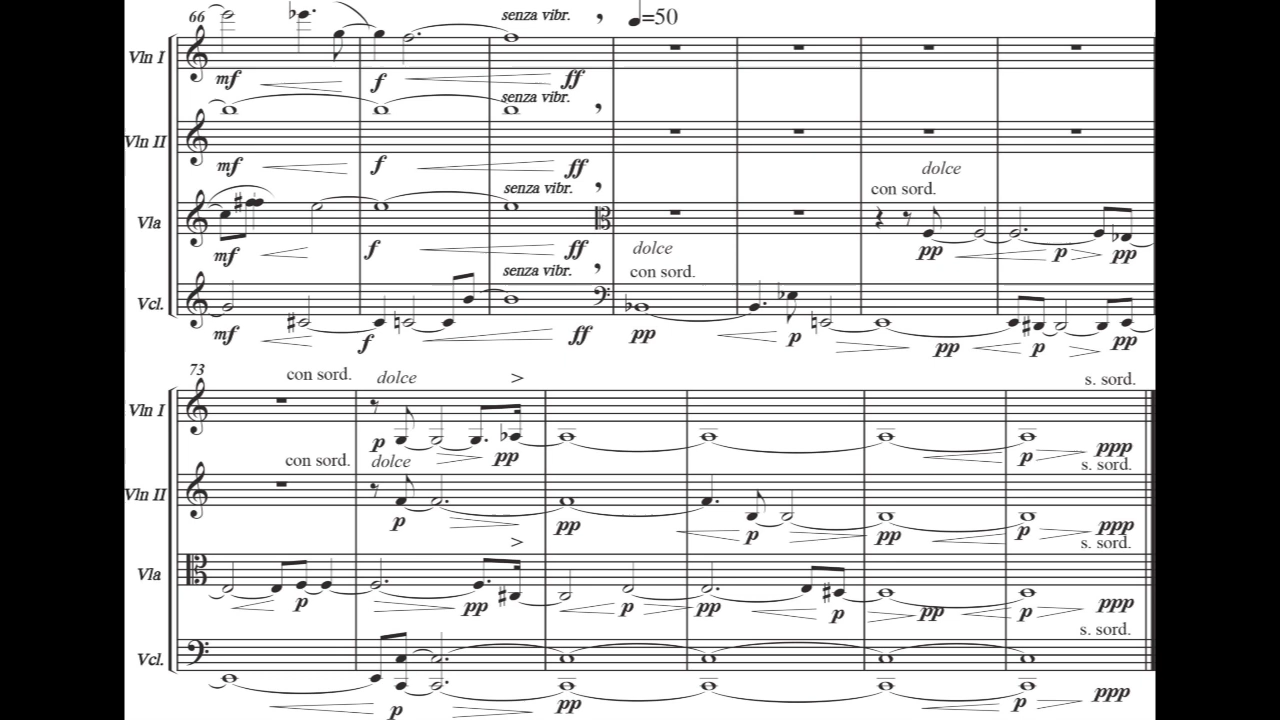 66
senza vibr. , ♩=50
Vln I
mf f ff
senza vibr. ,
Vln II
mf f ff
dolce
senza vibr. , con sord.
Vla
pp p pp
mf f ff
dolce
senza vibr. , con sord.
Vcl.
mf f ff pp p pp p pp
73
con sord. dolce > s. sord.
Vln I
p pp p ppp
con sord. dolce s. sord.
Vln II
p pp p pp p ppp
> s. sord.
Vla
p pp p pp p pp p ppp
s. sord.
Vcl.
p pp p ppp